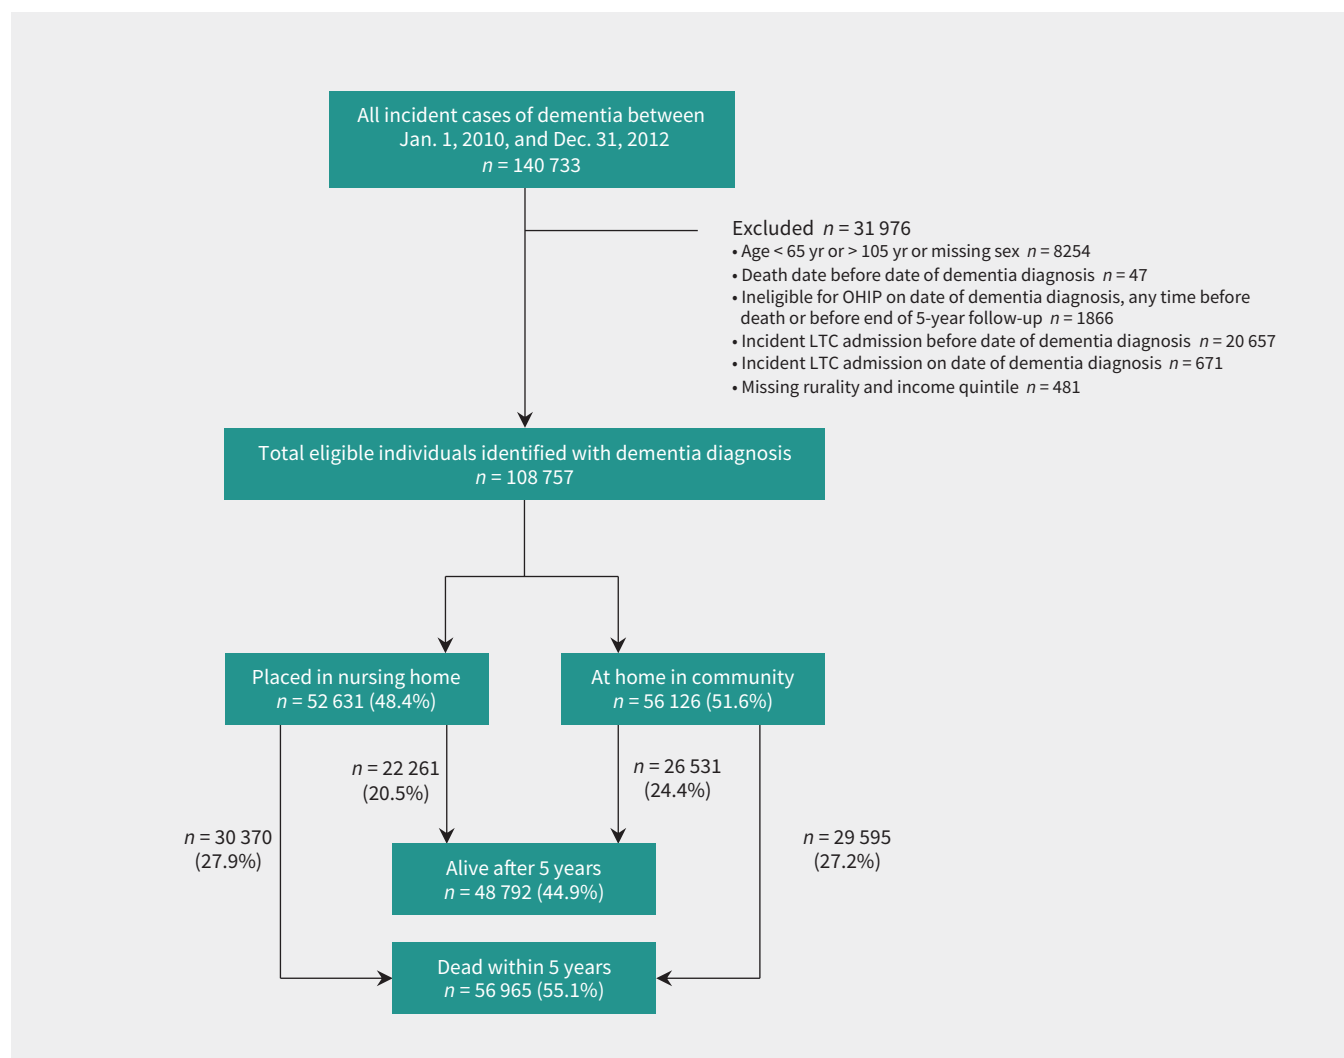 All incident cases of dementia between
Jan. 1, 2010, and Dec. 31, 2012
n = 140 733
Excluded n = 31 976
• Age < 65 yr or > 105 yr or missing sex n = 8254
• Death date before date of dementia diagnosis n = 47
• Ineligible for OHIP on date of dementia diagnosis, any time before
death or before end of 5-year follow-up n = 1866
• Incident LTC admission before date of dementia diagnosis n = 20 657
• Incident LTC admission on date of dementia diagnosis n = 671
• Missing rurality and income quintile n = 481
Total eligible individuals identified with dementia diagnosis
n = 108 757
Placed in nursing home
n = 52 631 (48.4%)
At home in community
n = 56 126 (51.6%)
n = 22 261
(20.5%)
n = 26 531
(24.4%)
n = 30 370
(27.9%)
n = 29 595
(27.2%)
Alive after 5 years
n = 48 792 (44.9%)
Dead within 5 years
n = 56 965 (55.1%)